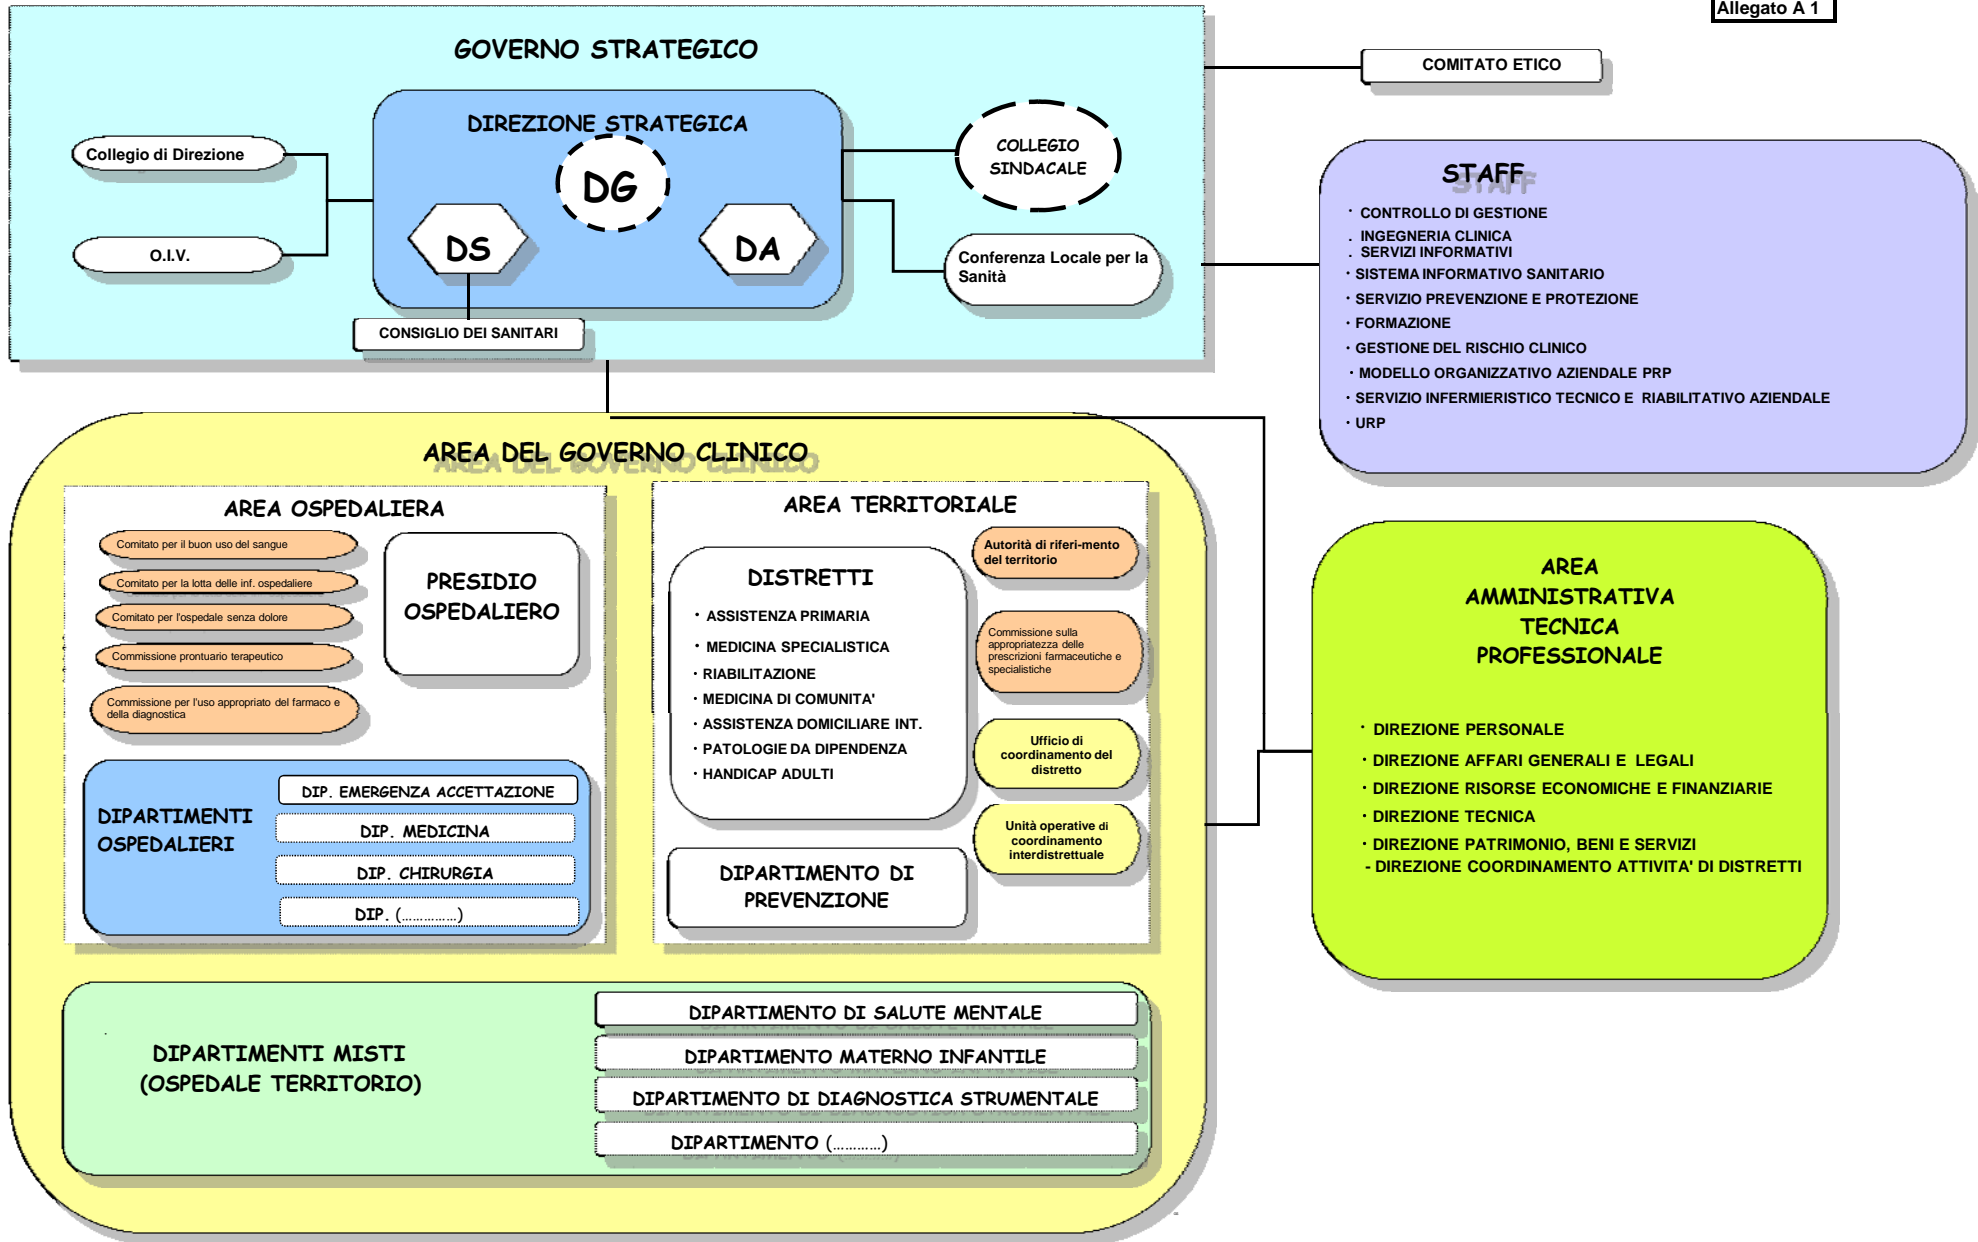 Allegato A 1
GOVERNO STRATEGICO
COMITATO ETICO
DIREZIONE STRATEGICA
Collegio di Direzione
O.I.V.
DG
DS
DA
COLLEGIO
SINDACALE
Conferenza Locale per la
Sanità
CONSIGLIO DEI SANITARI
STAFF
· CONTROLLO DI GESTIONE
. INGEGNERIA CLINICA
. SERVIZI INFORMATIVI
· SISTEMA INFORMATIVO SANITARIO
· SERVIZIO PREVENZIONE E PROTEZIONE
· FORMAZIONE
· GESTIONE DEL RISCHIO CLINICO
· MODELLO ORGANIZZATIVO AZIENDALE PRP
· SERVIZIO INFERMIERISTICO TECNICO E RIABILITATIVO AZIENDALE
· URP
AREA DEL GOVERNO CLINICO
AREA OSPEDALIERA
Comitato per il buon uso del sangue
Comitato per la lotta delle inf. ospedaliere
Comitato per l'ospedale senza dolore
Commissione prontuario terapeutico
Commissione per l'uso appropriato del farmaco e
della diagnostica
PRESIDIO
OSPEDALIERO
DIPARTIMENTI
OSPEDALIERI
DIP. EMERGENZA ACCETTAZIONE
DIP. MEDICINA
DIP. CHIRURGIA
DIP. (..............)
AREA TERRITORIALE
DISTRETTI
· ASSISTENZA PRIMARIA
· MEDICINA SPECIALISTICA
· RIABILITAZIONE
· MEDICINA DI COMUNITA'
· ASSISTENZA DOMICILIARE INT.
· PATOLOGIE DA DIPENDENZA
· HANDICAP ADULTI
Autorità di riferi-mento
del territorio
Commissione sulla
appropriatezza delle
prescrizioni farmaceutiche e
specialistiche
Ufficio di
coordinamento del
distretto
Unità operative di
coordinamento
interdistrettuale
DIPARTIMENTO DI
PREVENZIONE
DIPARTIMENTI MISTI
(OSPEDALE TERRITORIO)
DIPARTIMENTO DI SALUTE MENTALE
DIPARTIMENTO MATERNO INFANTILE
DIPARTIMENTO DI DIAGNOSTICA STRUMENTALE
DIPARTIMENTO (............)
AREA
AMMINISTRATIVA
TECNICA
PROFESSIONALE
· DIREZIONE PERSONALE
· DIREZIONE AFFARI GENERALI E LEGALI
· DIREZIONE RISORSE ECONOMICHE E FINANZIARIE
· DIREZIONE TECNICA
· DIREZIONE PATRIMONIO, BENI E SERVIZI
- DIREZIONE COORDINAMENTO ATTIVITA' DI DISTRETTI